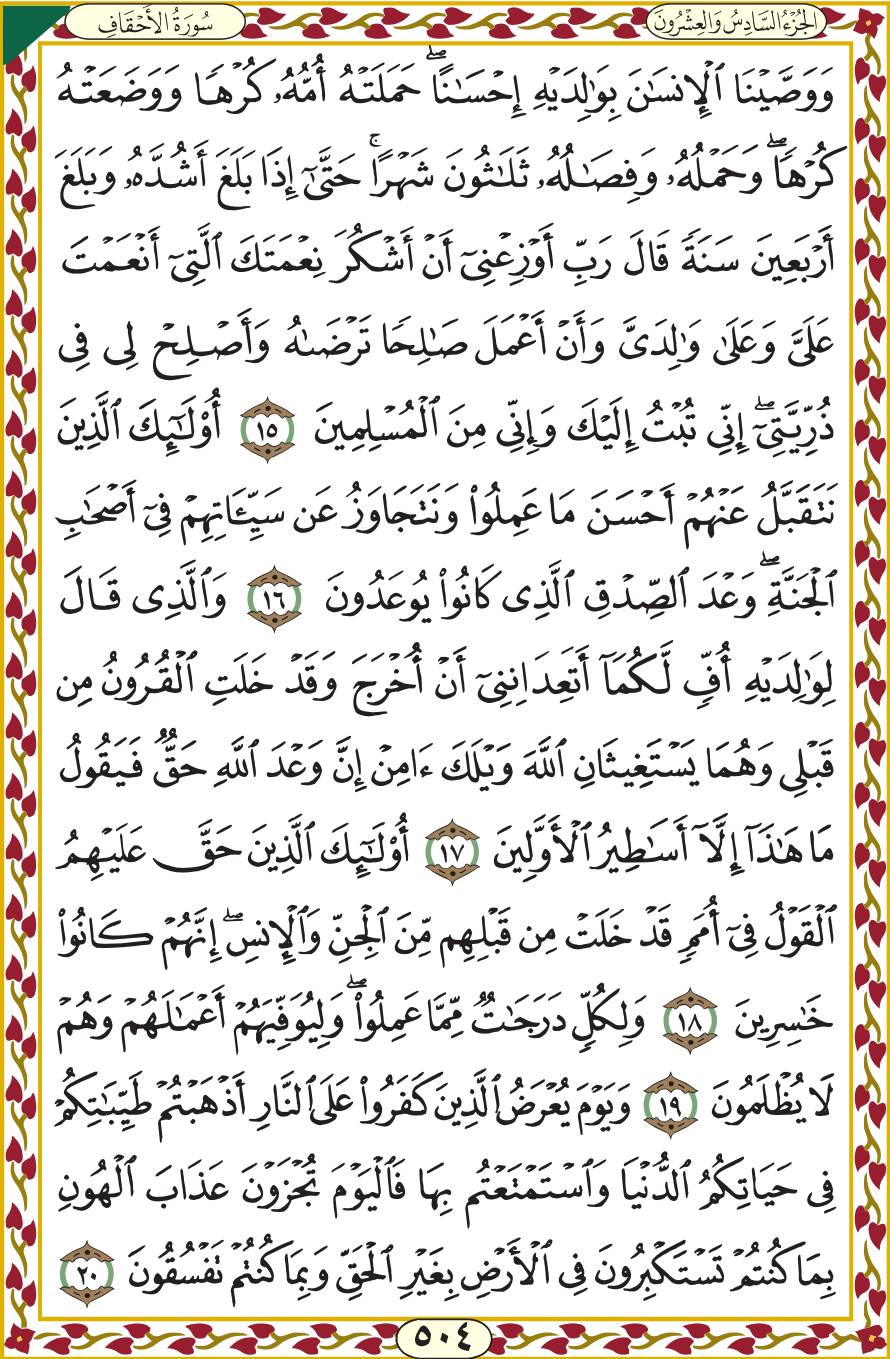 الجُزْءُ السَّادِسُ وَالعِشْرُونَ
سُورَةُ الأَحْقَافِ
وَوَصَّيْنَا ٱلْإِنسَٰنَ بِوَٰلِدَيْهِ إِحْسَٰنًاۖ حَمَلَتْهُ أُمُّهُۥ كُرْهًا وَوَضَعَتْهُ
كُرْهًاۖ وَحَمْلُهُۥ وَفِصَٰلُهُۥ ثَلَٰثُونَ شَهْرًاۚ حَتَّىٰٓ إِذَا بَلَغَ أَشُدَّهُۥ وَبَلَغَ
أَرْبَعِينَ سَنَةً قَالَ رَبِّ أَوْزِعْنِىٓ أَنْ أَشْكُرَ نِعْمَتَكَ ٱلَّتِىٓ أَنْعَمْتَ
عَلَىَّ وَعَلَىٰ وَٰلِدَىَّ وَأَنْ أَعْمَلَ صَٰلِحًا تَرْضَىٰهُ وَأَصْلِحْ لِى فِى
ذُرِّيَّتِىٓۖ إِنِّى تُبْتُ إِلَيْكَ وَإِنِّى مِنَ ٱلْمُسْلِمِينَ ١٥ أُو۟لَٰٓئِكَ ٱلَّذِينَ
نَتَقَبَّلُ عَنْهُمْ أَحْسَنَ مَا عَمِلُوا۟ وَنَتَجَاوَزُ عَن سَيِّـَٔاتِهِمْ فِىٓ أَصْحَٰبِ
ٱلْجَنَّةِۖ وَعْدَ ٱلصِّدْقِ ٱلَّذِى كَانُوا۟ يُوعَدُونَ ١٦ وَٱلَّذِى قَالَ
لِوَٰلِدَيْهِ أُفٍّ لَّكُمَآ أَتَعِدَانِنِىٓ أَنْ أُخْرَجَ وَقَدْ خَلَتِ ٱلْقُرُونُ مِن
قَبْلِى وَهُمَا يَسْتَغِيثَانِ ٱللَّهَ وَيْلَكَ ءَامِنْ إِنَّ وَعْدَ ٱللَّهِ حَقٌّ فَيَقُولُ
مَا هَٰذَآ إِلَّآ أَسَٰطِيرُ ٱلْأَوَّلِينَ ١٧ أُو۟لَٰٓئِكَ ٱلَّذِينَ حَقَّ عَلَيْهِمُ
ٱلْقَوْلُ فِىٓ أُمَمٍ قَدْ خَلَتْ مِن قَبْلِهِم مِّنَ ٱلْجِنِّ وَٱلْإِنسِۖ إِنَّهُمْ كَانُوا۟
خَٰسِرِينَ ١٨ وَلِكُلٍّ دَرَجَٰتٌ مِّمَّا عَمِلُوا۟ۖ وَلِيُوَفِّيَهُمْ أَعْمَٰلَهُمْ وَهُمْ
لَا يُظْلَمُونَ ١٩ وَيَوْمَ يُعْرَضُ ٱلَّذِينَ كَفَرُوا۟ عَلَى ٱلنَّارِ أَذْهَبْتُمْ طَيِّبَٰتِكُمْ
فِى حَيَاتِكُمُ ٱلدُّنْيَا وَٱسْتَمْتَعْتُم بِهَا فَٱلْيَوْمَ تُجْزَوْنَ عَذَابَ ٱلْهُونِ
بِمَا كُنتُمْ تَسْتَكْبِرُونَ فِى ٱلْأَرْضِ بِغَيْرِ ٱلْحَقِّ وَبِمَا كُنتُمْ تَفْسُقُونَ ٢٠
٥٠٤